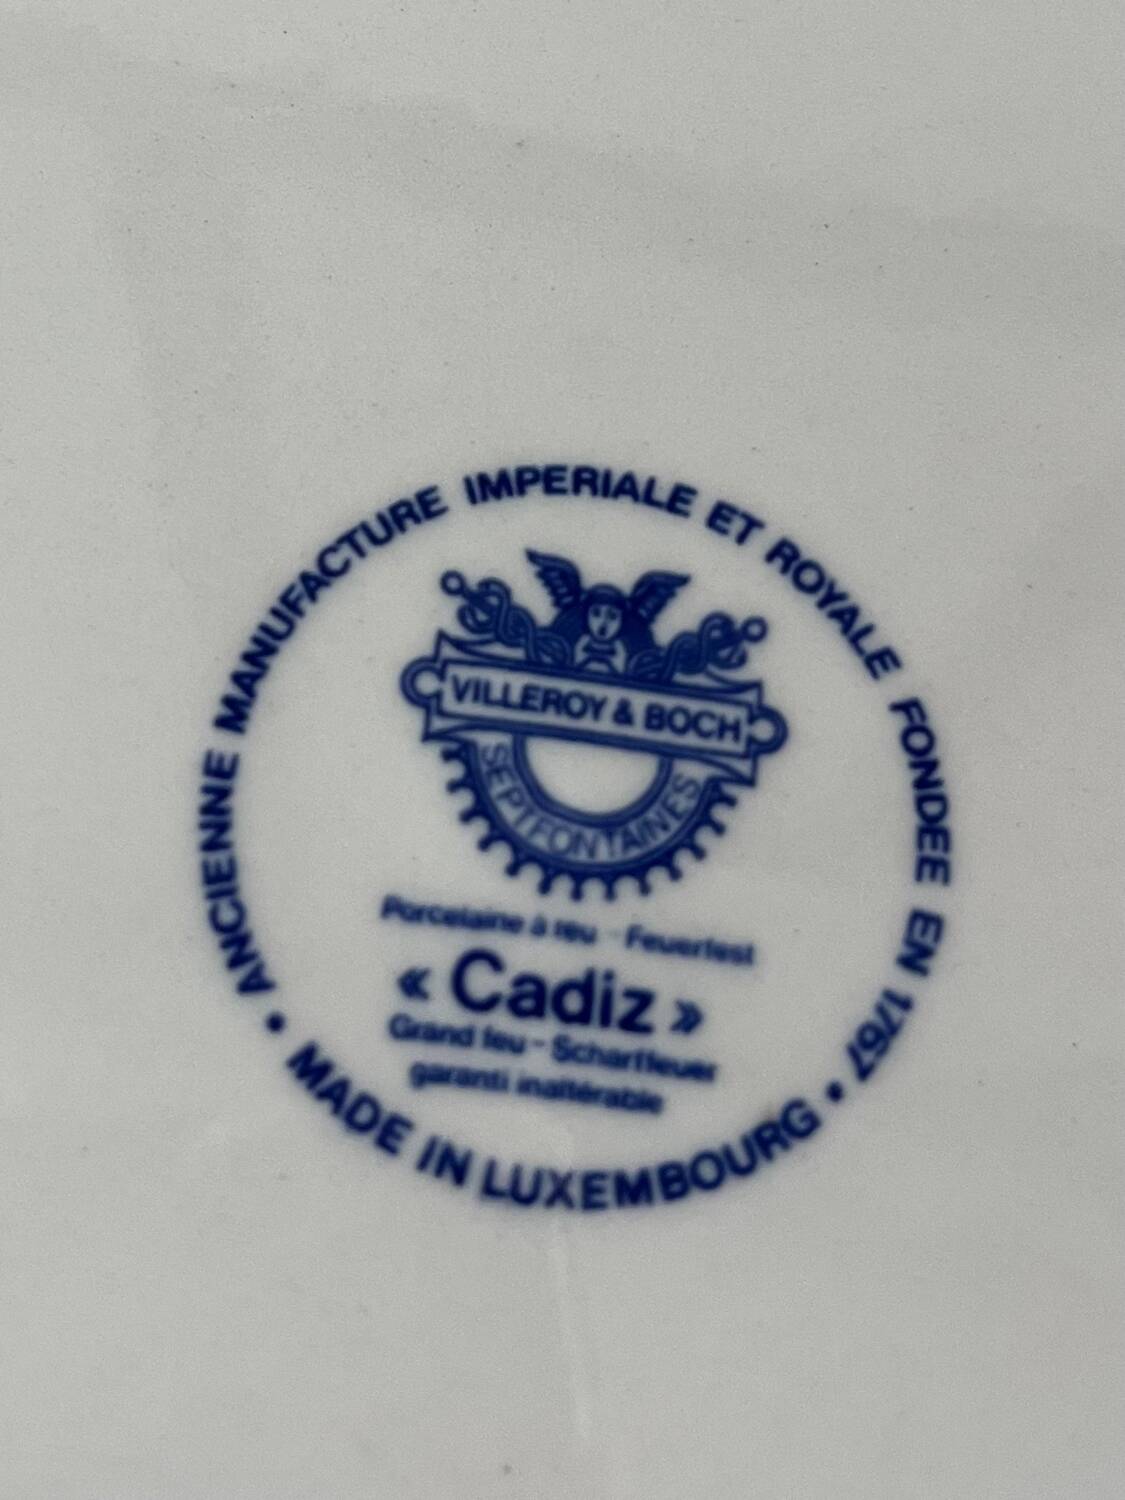 ANCIENNE MANUFACTURE IMPERIALE ET ROYALE FONDEE EN 1767
VILLEROY & BOCH
SEPTFONTAINES
Porcelaine à feu - Feuerfest
« Cadiz »
Grand feu - Scharffeuer
garanti inaltérable
• MADE IN LUXEMBOURG •